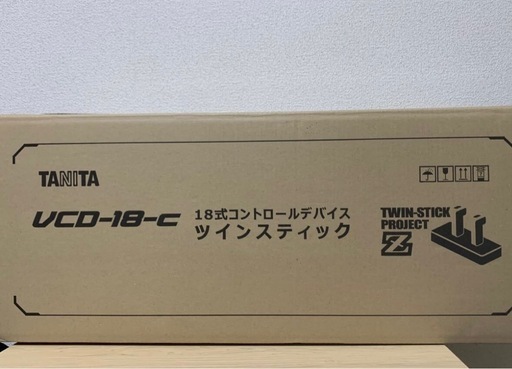 TANITA
VCD-18-c
18式コントロールデバイス
ツインスティック
TWIN-STICK
PROJECT
Z